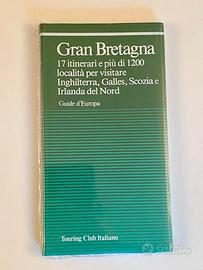 Gran Bretagna
17 itinerari e più di 1200
località per visitare
Inghilterra, Galles, Scozia e
Irlanda del Nord
Guide d'Europa
Touring Club Italiano
subito